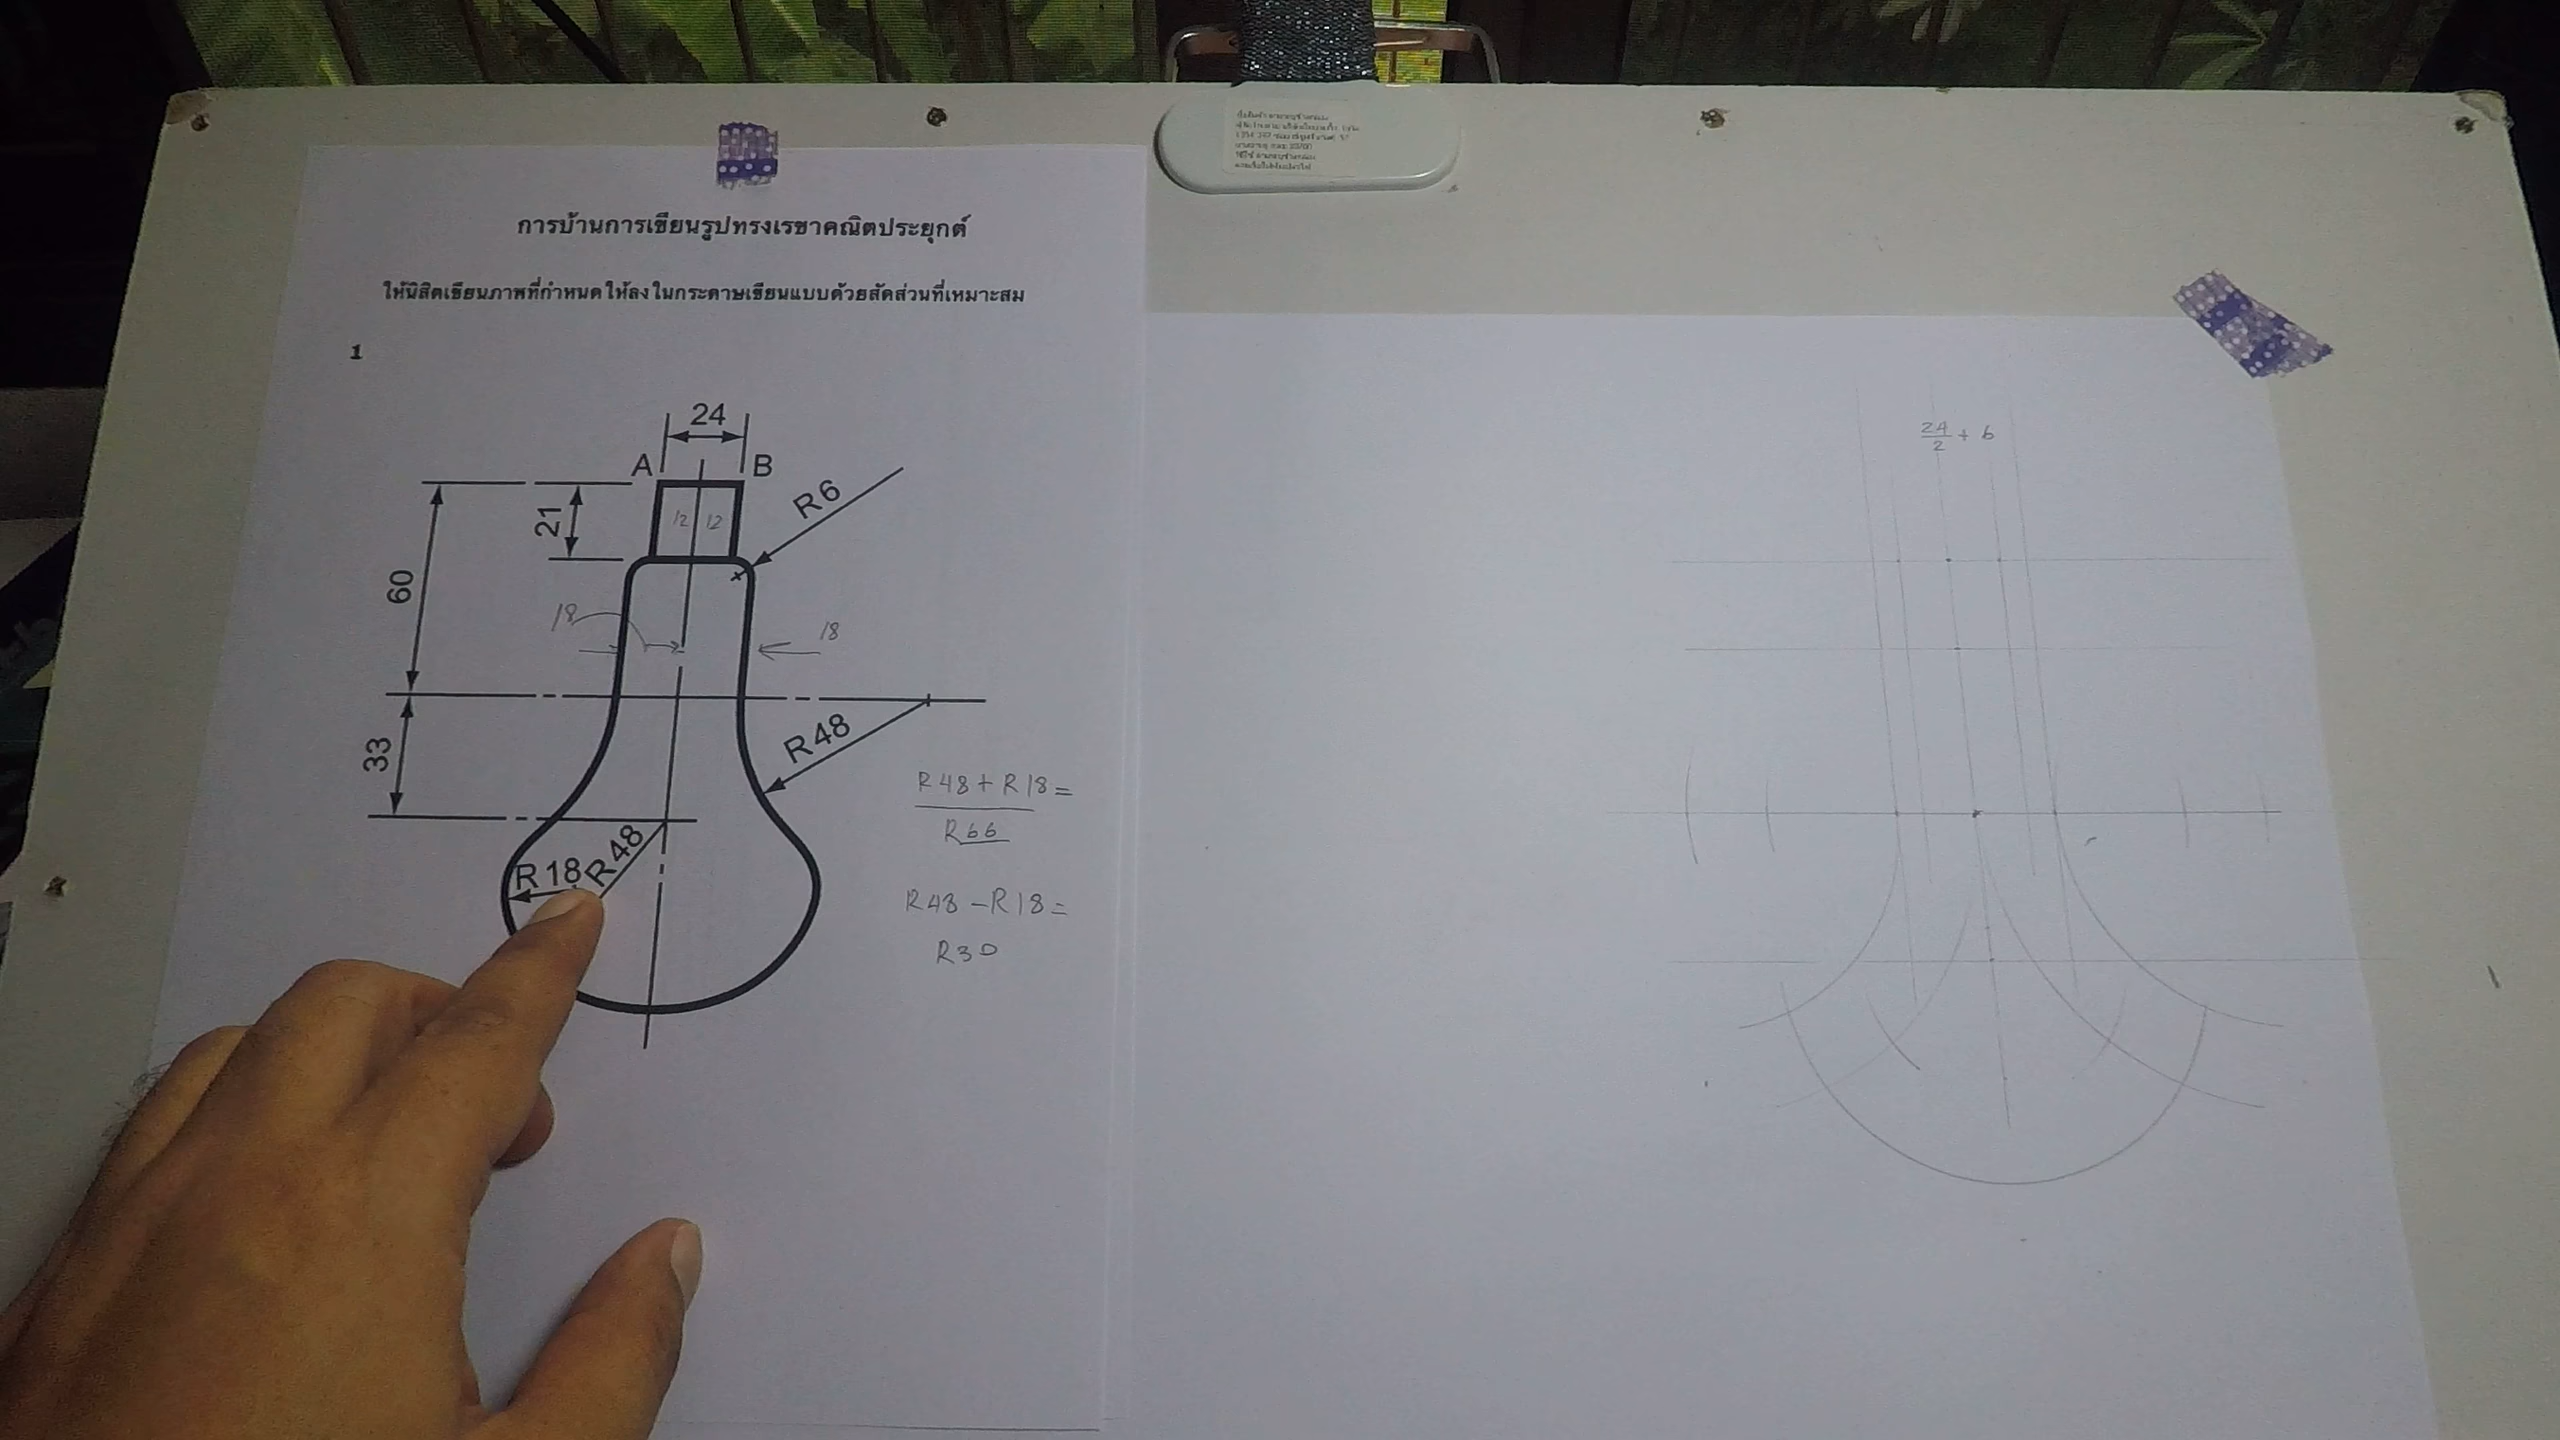 การบ้านการเขียนรูปทรงเรขาคณิตประยุกต์
ให้นิสิตเขียนภาพที่กำหนดให้ลงในกระดาษเขียนแบบด้วยสัดส่วนที่เหมาะสม
1
24
A B
R6
21
12 12
60
18 18
R48
33
R48 + R18 =
R66
R18
R48
R48 - R18 =
R30
24/2 + 6